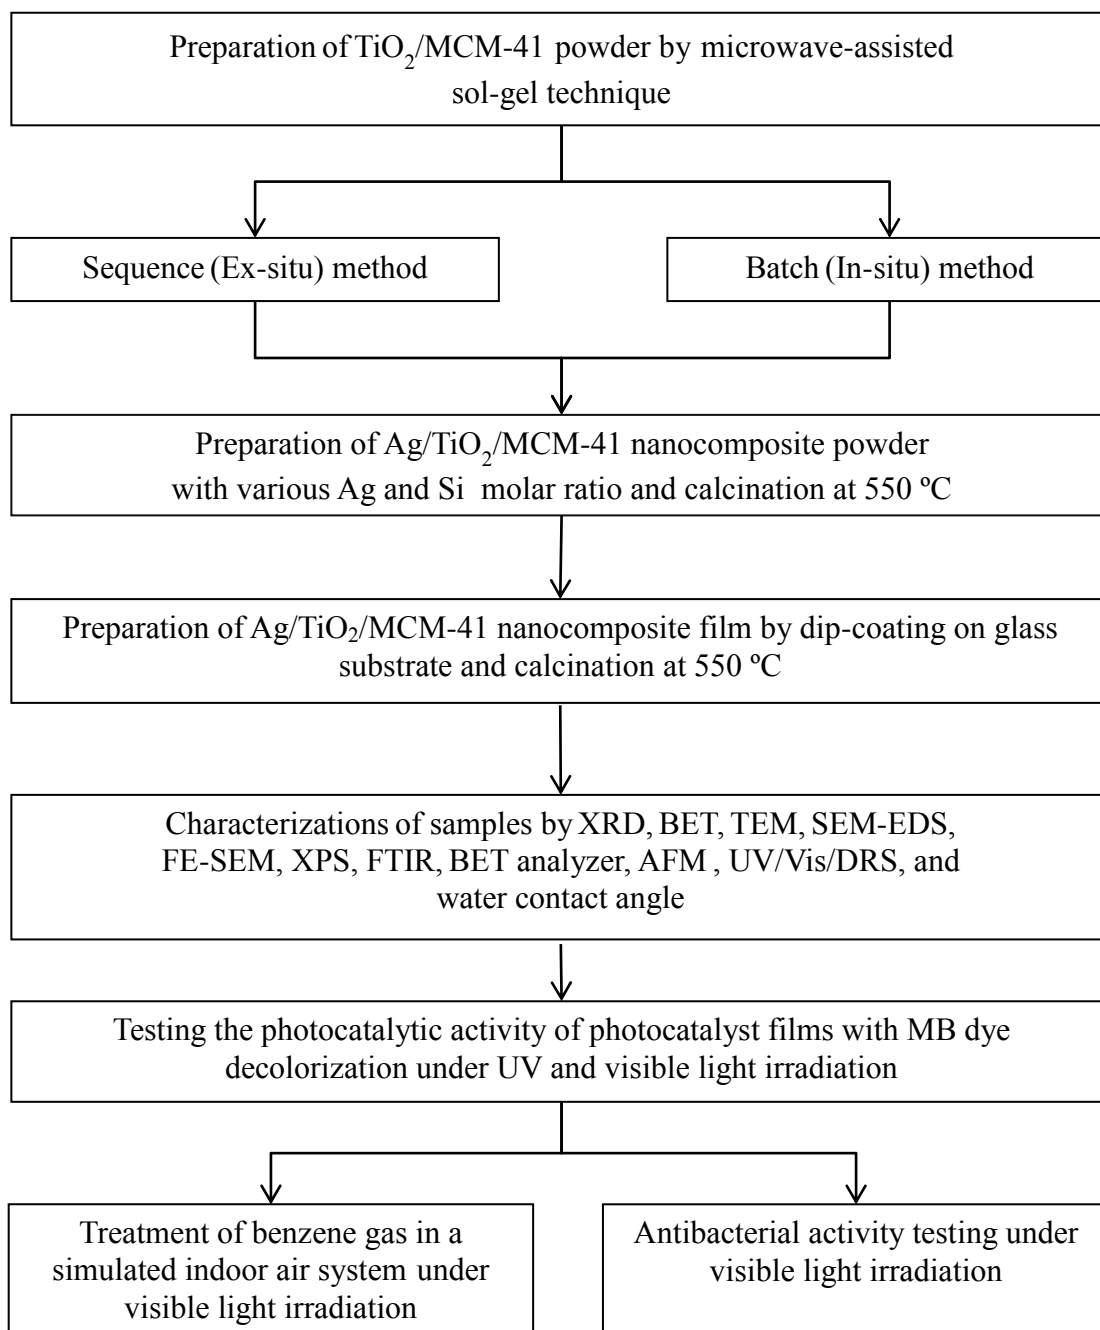 Preparation of TiO₂/MCM-41 powder by microwave-assisted
sol-gel technique
Sequence (Ex-situ) method
Batch (In-situ) method
Preparation of Ag/TiO₂/MCM-41 nanocomposite powder
with various Ag and Si molar ratio and calcination at 550 ºC
Preparation of Ag/TiO₂/MCM-41 nanocomposite film by dip-coating on glass
substrate and calcination at 550 ºC
Characterizations of samples by XRD, BET, TEM, SEM-EDS,
FE-SEM, XPS, FTIR, BET analyzer, AFM , UV/Vis/DRS, and
water contact angle
Testing the photocatalytic activity of photocatalyst films with MB dye
decolorization under UV and visible light irradiation
Treatment of benzene gas in a
simulated indoor air system under
visible light irradiation
Antibacterial activity testing under
visible light irradiation